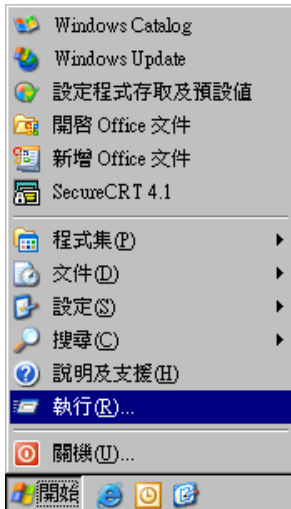 Windows Catalog
Windows Update
設定程式存取及預設值
開啓 Office 文件
新增 Office 文件
SecureCRT 4.1
程式集(P)
文件(D)
設定(S)
搜尋(C)
說明及支援(H)
執行(R)...
關機(U)...
開始